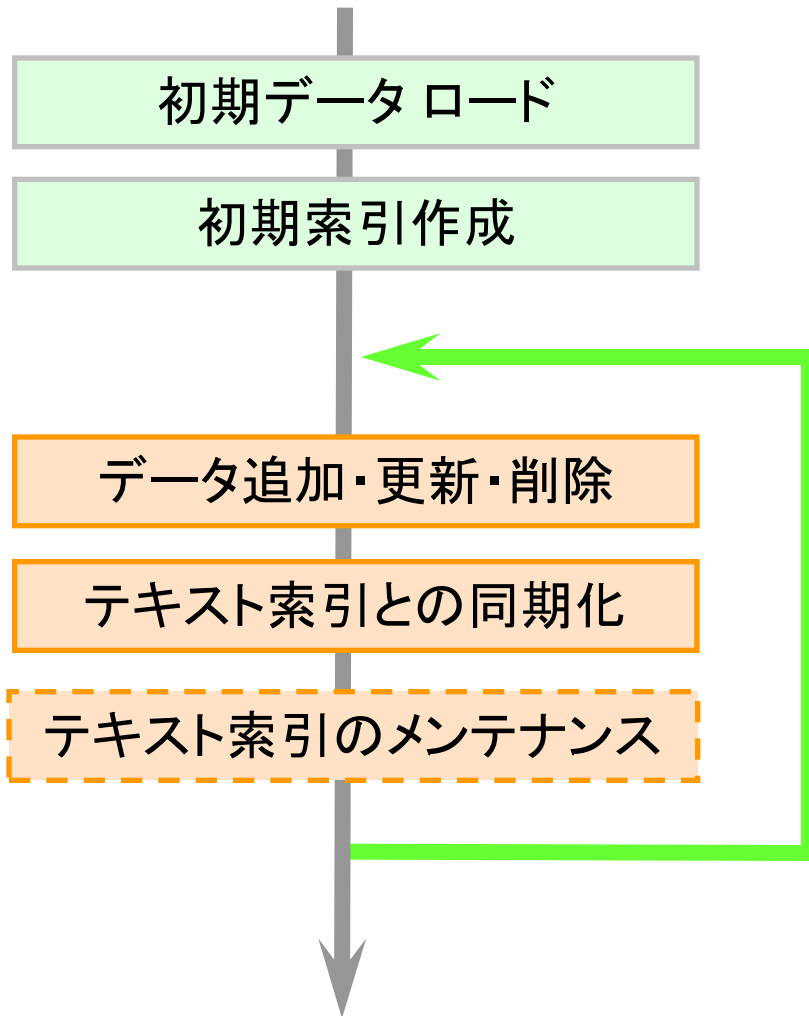 初期データ ロード
初期索引作成
データ追加・更新・削除
テキスト索引との同期化
テキスト索引のメンテナンス